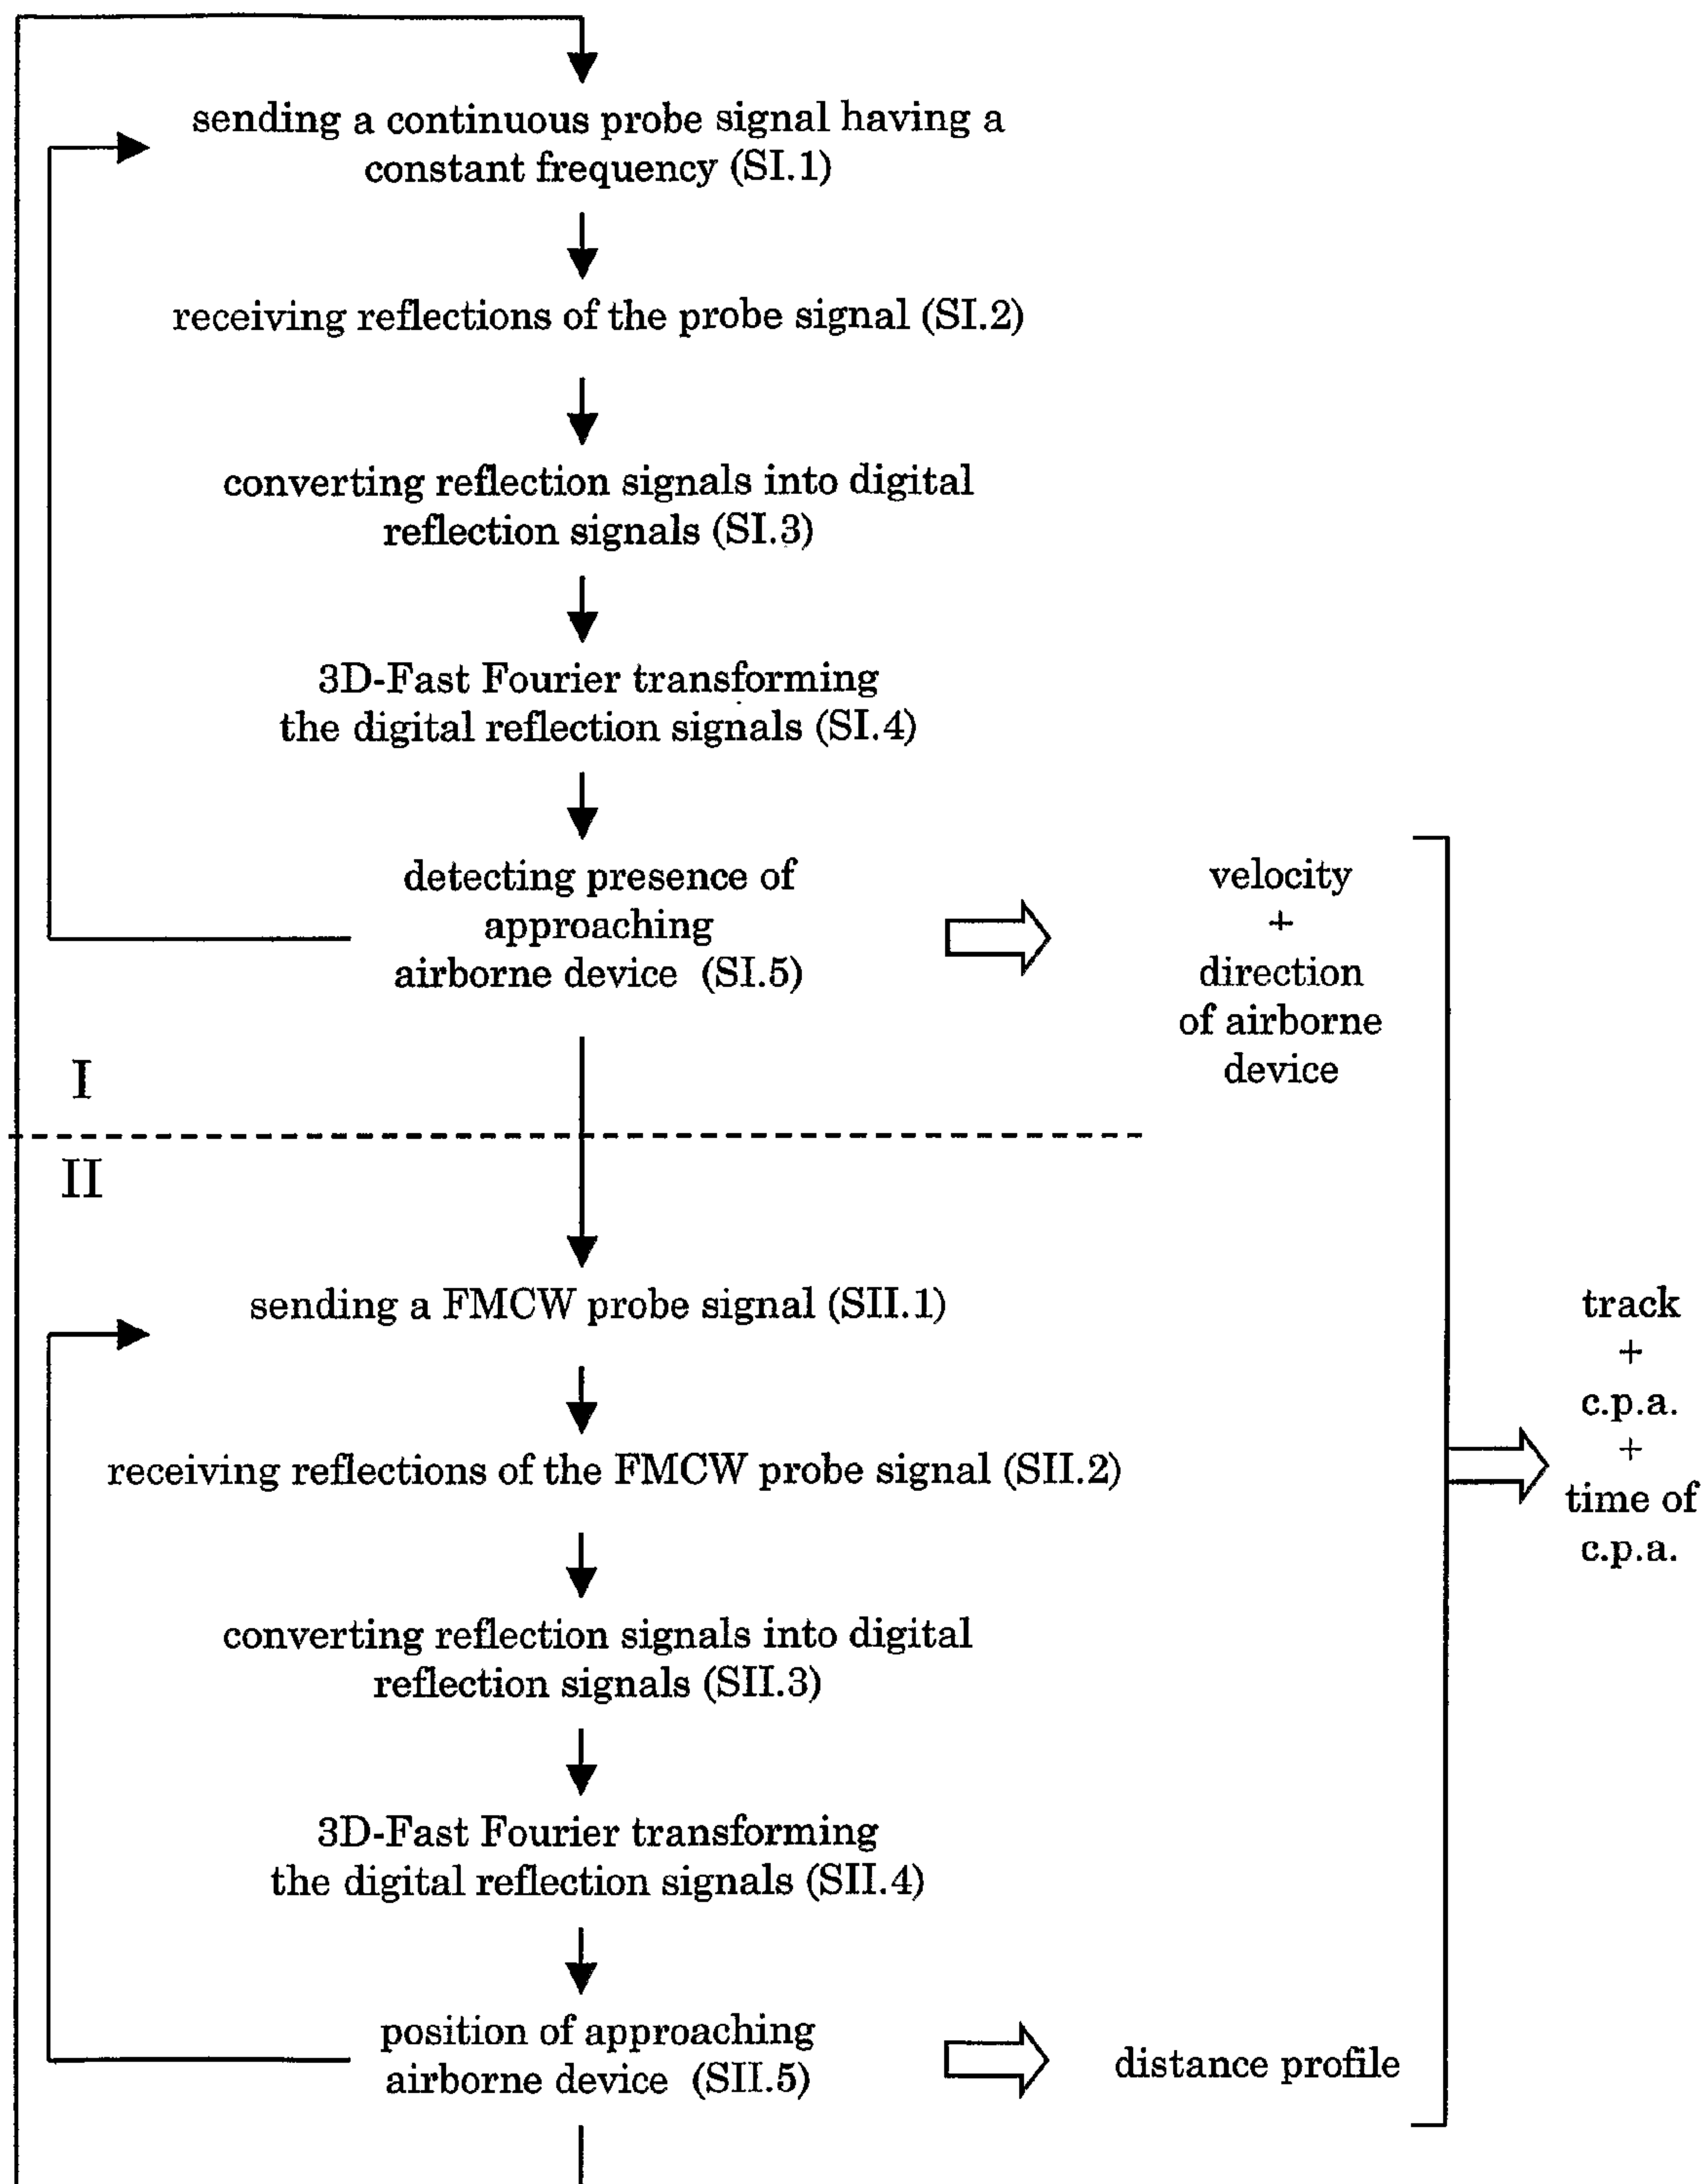 sending a continuous probe signal having a
constant frequency (SI.1)
receiving reflections of the probe signal (SI.2)
converting reflection signals into digital
reflection signals (SI.3)
3D-Fast Fourier transforming
the digital reflection signals (SI.4)
detecting presence of
approaching
airborne device (SI.5)
velocity
+
direction
of airborne
device
I
II
sending a FMCW probe signal (SII.1)
receiving reflections of the FMCW probe signal (SII.2)
converting reflection signals into digital
reflection signals (SII.3)
3D-Fast Fourier transforming
the digital reflection signals (SII.4)
position of approaching
airborne device (SII.5)
distance profile
track
+
c.p.a.
+
time of
c.p.a.